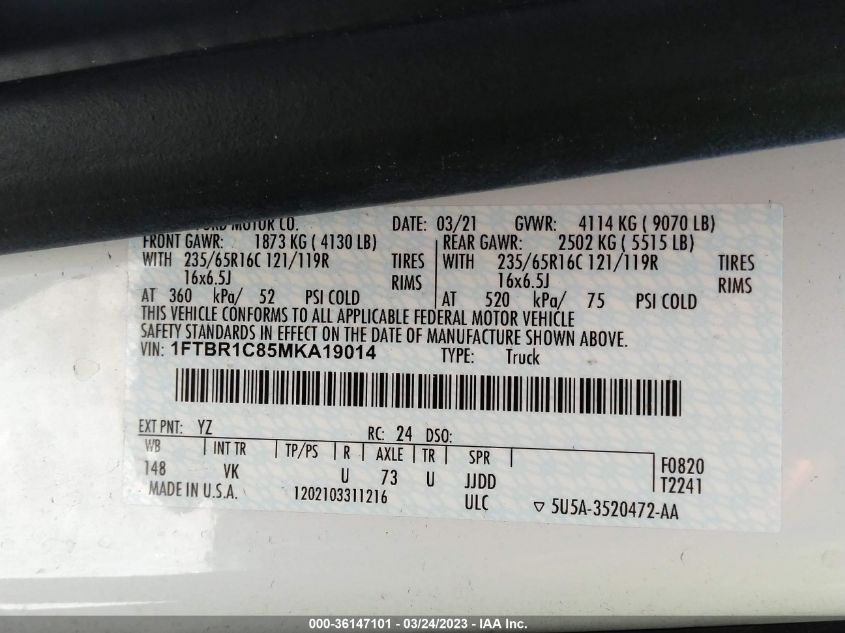 FORD MOTOR CO. DATE: 03/21 GVWR: 4114 KG ( 9070 LB)
FRONT GAWR: 1873 KG ( 4130 LB) REAR GAWR: 2502 KG ( 5515 LB)
WITH 235/65R16C 121/119R TIRES WITH 235/65R16C 121/119R TIRES
16x6.5J RIMS 16x6.5J RIMS
AT 360 kPa/ 52 PSI COLD AT 520 kPa/ 75 PSI COLD
THIS VEHICLE CONFORMS TO ALL APPLICABLE FEDERAL MOTOR VEHICLE
SAFETY STANDARDS IN EFFECT ON THE DATE OF MANUFACTURE SHOWN ABOVE.
VIN: 1FTBR1C85MKA19014 TYPE: Truck
EXT PNT: YZ RC: 24 DSO:
WB INT TR TP/PS R AXLE TR SPR F0820
148 VK U 73 U JJDD T2241
MADE IN U.S.A. 1202103311216 ULC ▽ 5U5A-3520472-AA
000-36147101 - 03/24/2023 - IAA Inc.